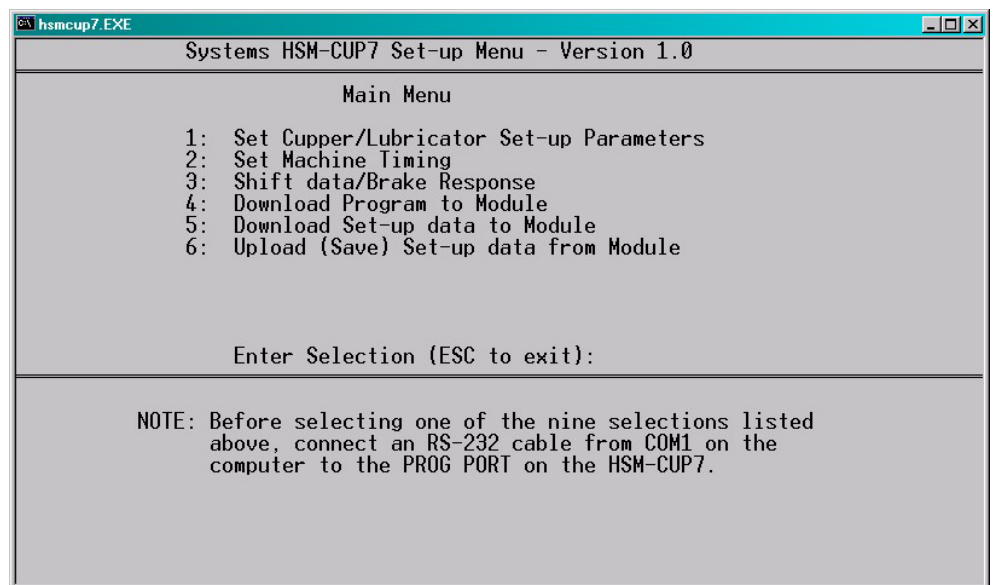 hsmcup7.EXE
Systems HSM-CUP7 Set-up Menu - Version 1.0
Main Menu
1: Set Cupper/Lubricator Set-up Parameters
2: Set Machine Timing
3: Shift data/Brake Response
4: Download Program to Module
5: Download Set-up data to Module
6: Upload (Save) Set-up data from Module
Enter Selection (ESC to exit):
NOTE: Before selecting one of the nine selections listed
above, connect an RS-232 cable from COM1 on the
computer to the PROG PORT on the HSM-CUP7.